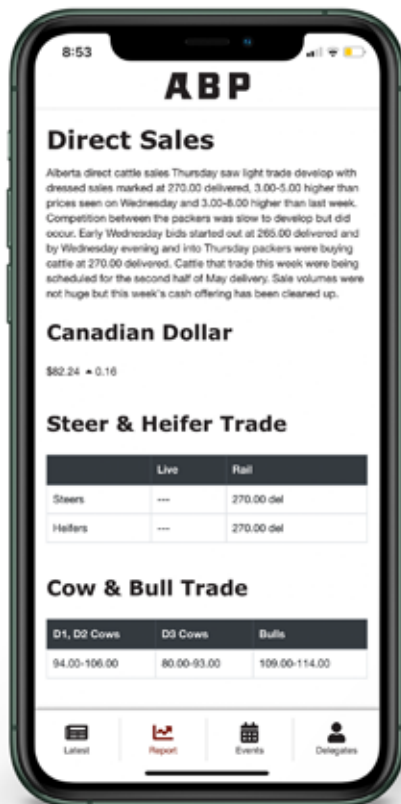 8:53
ABP
Direct Sales
Alberta direct cattle sales Thursday saw light trade develop with
dressed sales marked at 270.00 delivered, 3.00-5.00 higher than
prices seen on Wednesday and 3.00-8.00 higher than last week.
Competition between the packers was slow to develop but did
occur. Early Wednesday bids started out at 265.00 delivered and
by Wednesday evening and into Thursday packers were buying
cattle at 270.00 delivered. Cattle that trade this week were being
scheduled for the second half of May delivery. Sale volumes were
not huge but this week's cash offering has been cleaned up.
Canadian Dollar
$82.24 ▲ 0.16
Steer & Heifer Trade
Live Rail
Steers --- 270.00 del
Heifers --- 270.00 del
Cow & Bull Trade
D1, D2 Cows D3 Cows Bulls
94.00-106.00 80.00-93.00 109.00-114.00
Latest Report Events Delegates